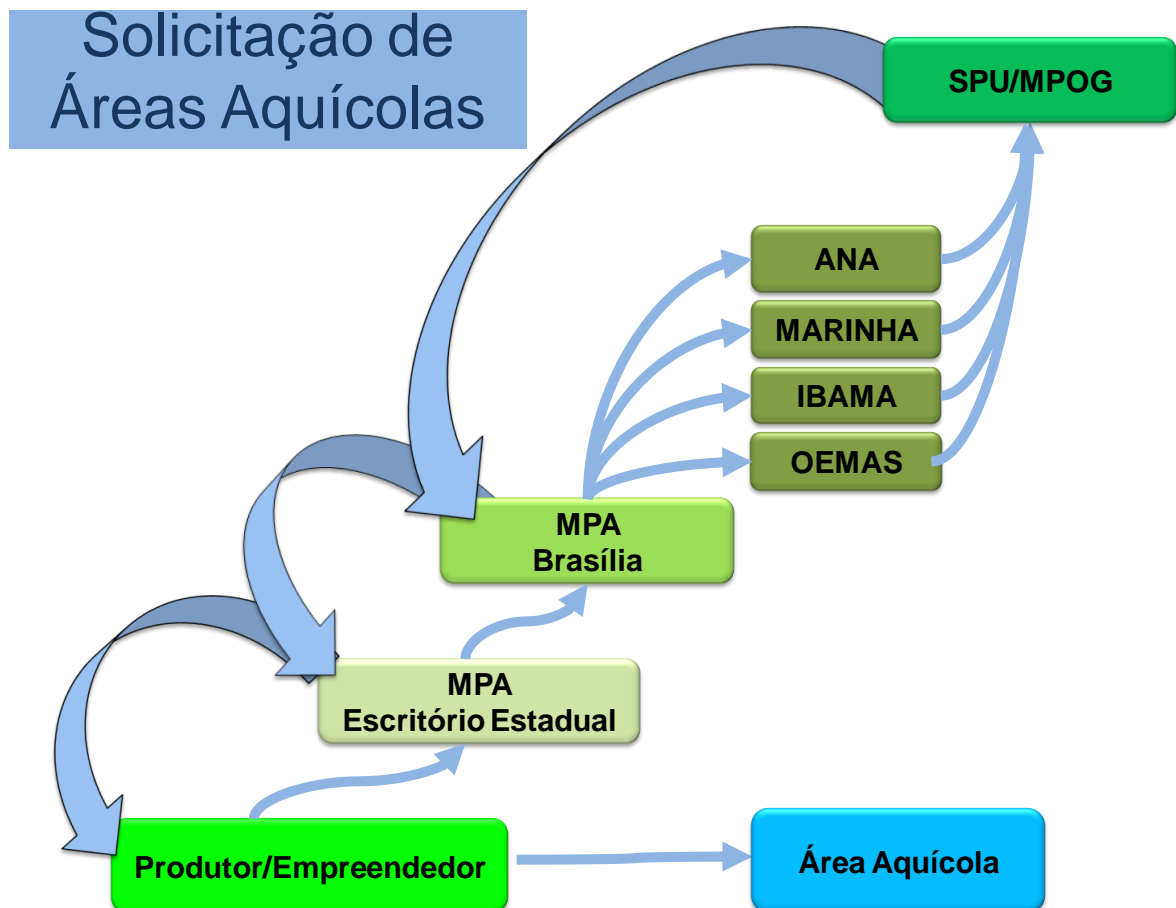 Solicitação de
Áreas Aquícolas
SPU/MPOG
ANA
MARINHA
IBAMA
OEMAS
MPA
Brasília
MPA
Escritório Estadual
Produtor/Empreendedor
Área Aquícola